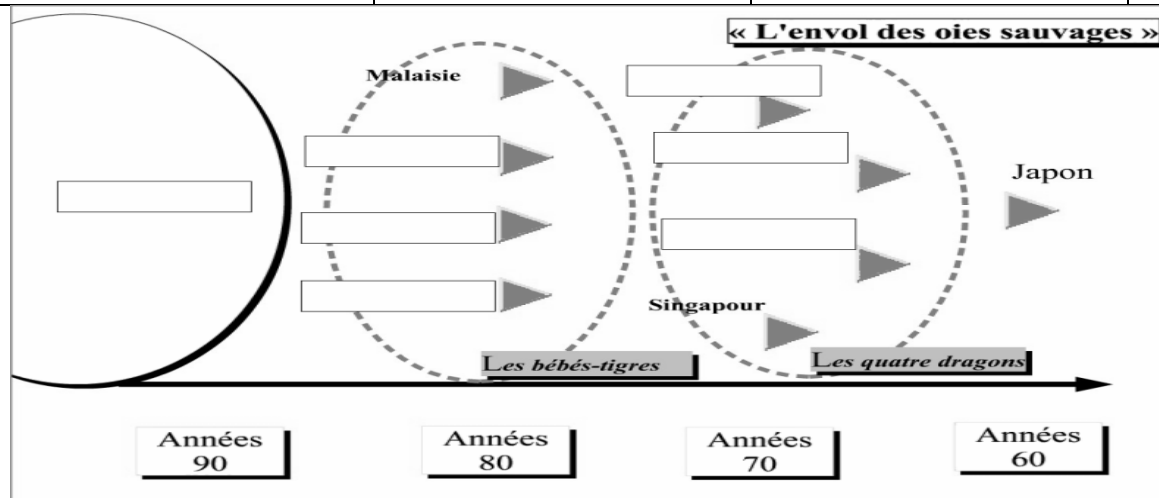 « L'envol des oies sauvages »
Malaisie
Japon
Singapour
Les bébés-tigres
Les quatre dragons
Années
90
Années
80
Années
70
Années
60